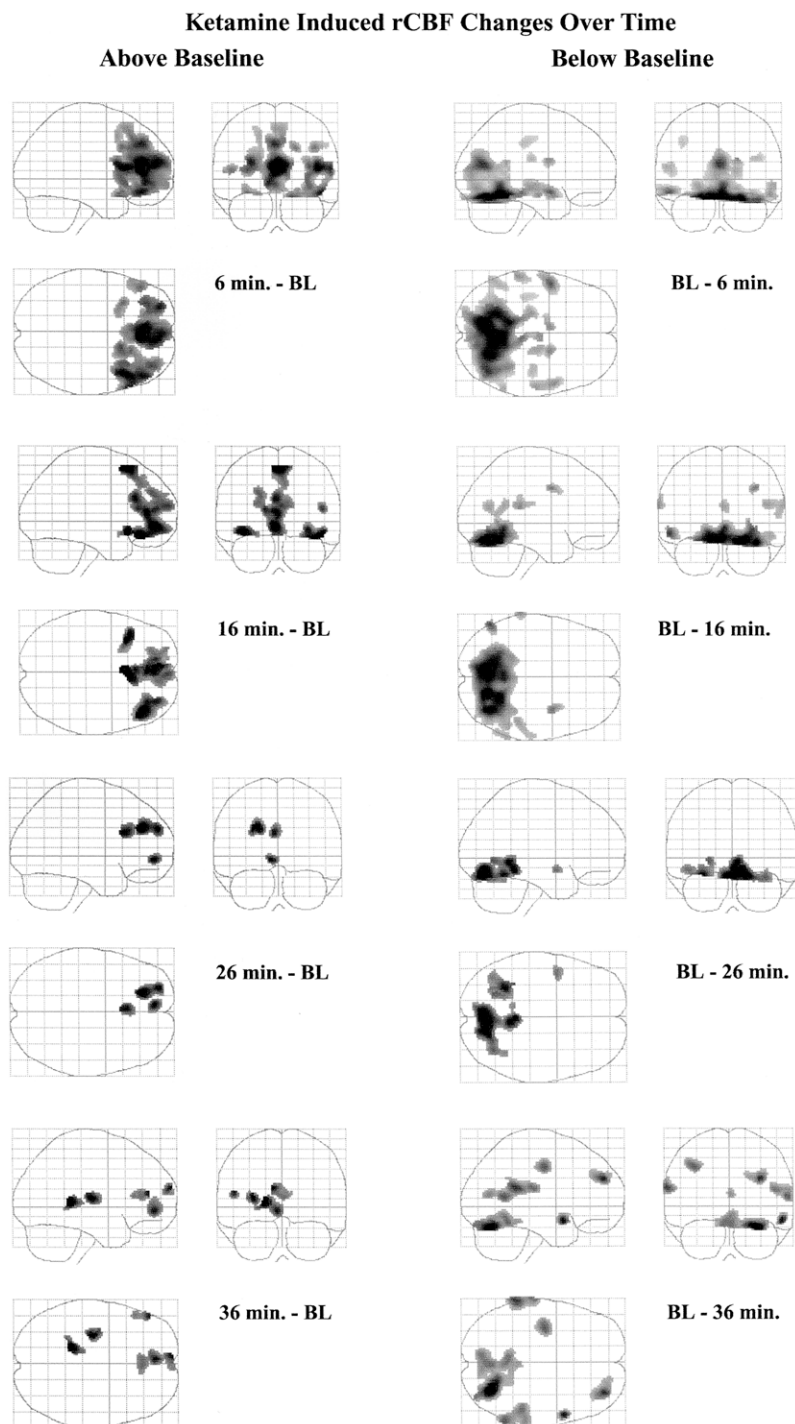 Ketamine Induced rCBF Changes Over Time
Above Baseline
Below Baseline
6 min. - BL
BL - 6 min.
16 min. - BL
BL - 16 min.
26 min. - BL
BL - 26 min.
36 min. - BL
BL - 36 min.